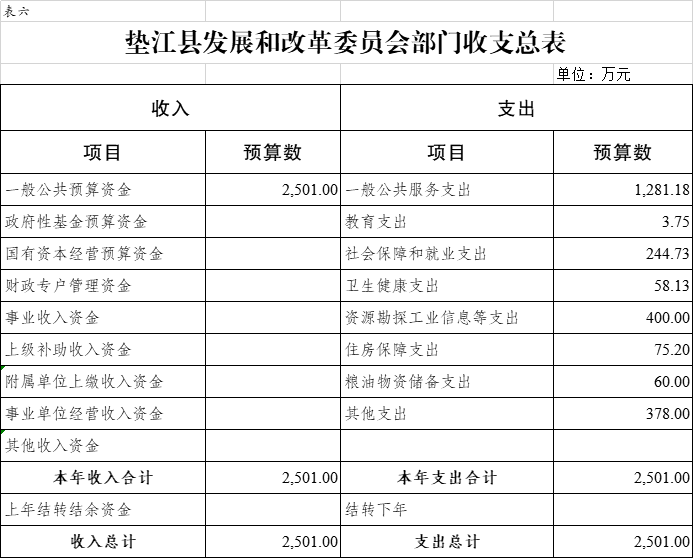 表六
垫江县发展和改革委员会部门收支总表
单位：万元
收入 支出
项目 预算数 项目 预算数
一般公共预算资金 2,501.00 一般公共服务支出 1,281.18
政府性基金预算资金 教育支出 3.75
国有资本经营预算资金 社会保障和就业支出 244.73
财政专户管理资金 卫生健康支出 58.13
事业收入资金 资源勘探工业信息等支出 400.00
上级补助收入资金 住房保障支出 75.20
附属单位上缴收入资金 粮油物资储备支出 60.00
事业单位经营收入资金 其他支出 378.00
其他收入资金
本年收入合计 2,501.00 本年支出合计 2,501.00
上年结转结余资金 结转下年
收入总计 2,501.00 支出总计 2,501.00